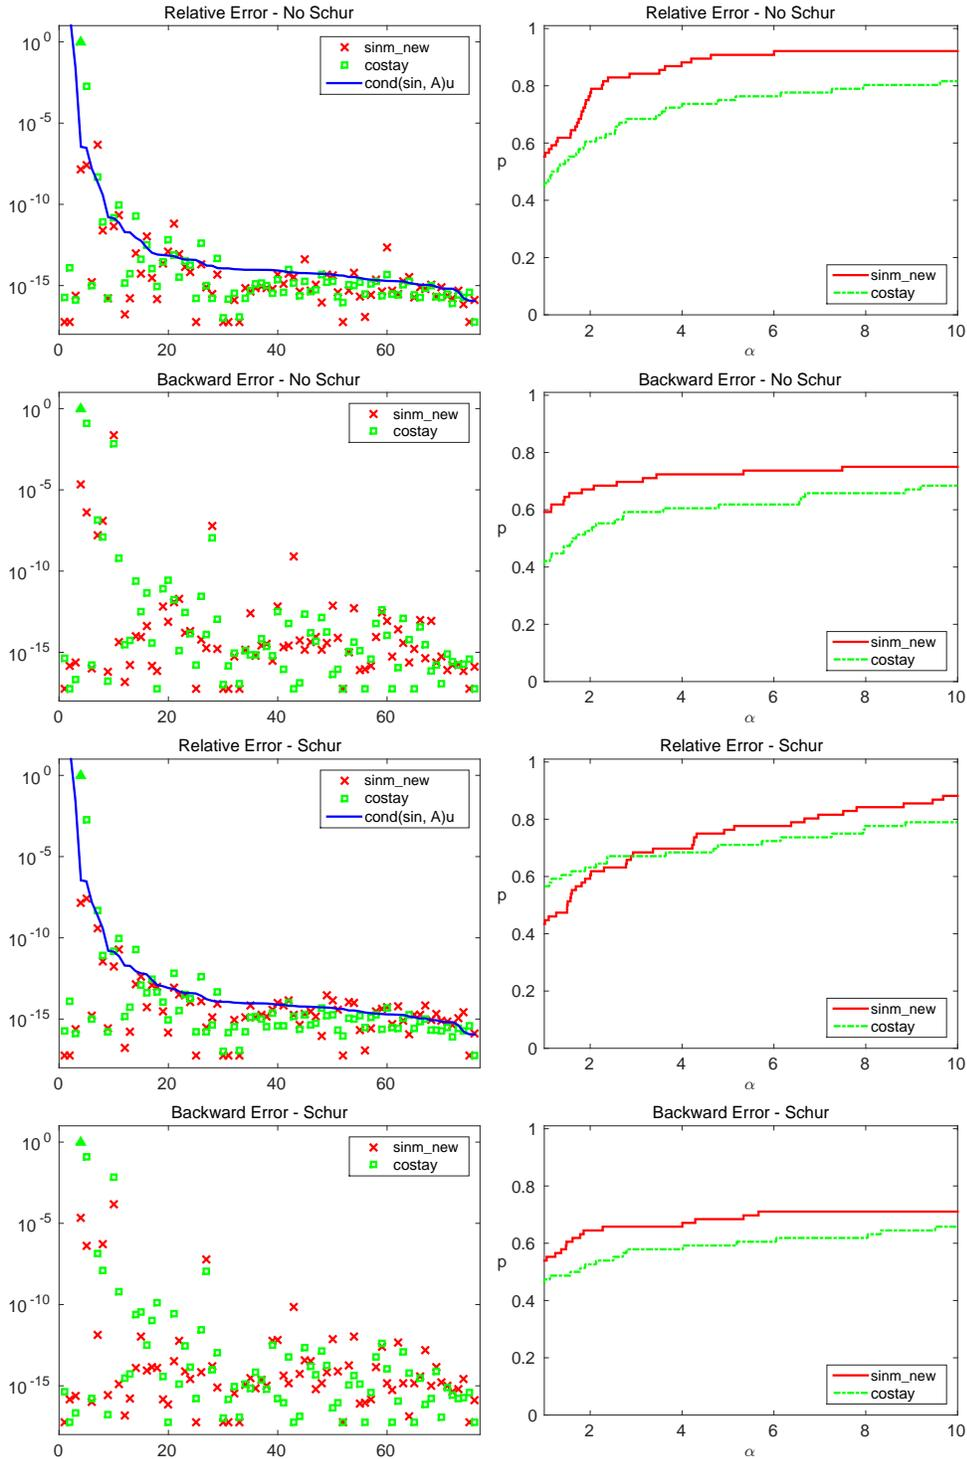 Relative Error - No Schur
10^0
10^-5
10^-10
10^-15
0 20 40 60
sinm_new
costay
cond(sin, A)u
Relative Error - No Schur
1
0.8
p
0.6
0.4
0.2
0
2 4 6 8 10
α
sinm_new
costay
Backward Error - No Schur
10^0
10^-5
10^-10
10^-15
0 20 40 60
sinm_new
costay
Backward Error - No Schur
1
0.8
0.6
p
0.4
0.2
0
2 4 6 8 10
α
sinm_new
costay
Relative Error - Schur
10^0
10^-5
10^-10
10^-15
0 20 40 60
sinm_new
costay
cond(sin, A)u
Relative Error - Schur
1
0.8
0.6
p
0.4
0.2
0
2 4 6 8 10
α
sinm_new
costay
Backward Error - Schur
10^0
10^-5
10^-10
10^-15
0 20 40 60
sinm_new
costay
Backward Error - Schur
1
0.8
0.6
p
0.4
0.2
0
2 4 6 8 10
α
sinm_new
costay